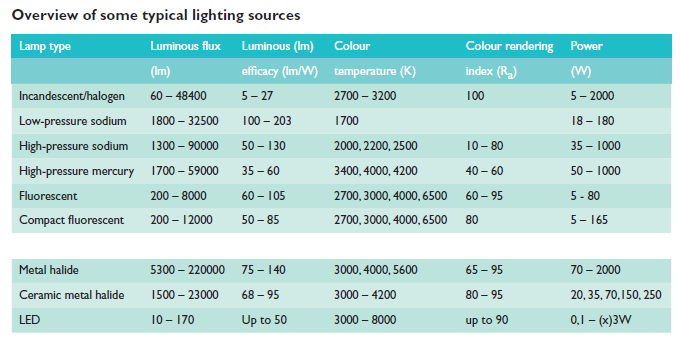 Overview of some typical lighting sources
Lamp type Luminous flux Luminous (lm) Colour Colour rendering Power
(lm) efficacy (lm/W) temperature (K) index (Ra) (W)
Incandescent/halogen 60 – 48400 5 – 27 2700 – 3200 100 5 – 2000
Low-pressure sodium 1800 – 32500 100 – 203 1700 18 – 180
High-pressure sodium 1300 – 90000 50 – 130 2000, 2200, 2500 10 – 80 35 – 1000
High-pressure mercury 1700 – 59000 35 – 60 3400, 4000, 4200 40 – 60 50 – 1000
Fluorescent 200 – 8000 60 – 105 2700, 3000, 4000, 6500 60 – 95 5 - 80
Compact fluorescent 200 – 12000 50 – 85 2700, 3000, 4000, 6500 80 5 – 165
Metal halide 5300 – 220000 75 – 140 3000, 4000, 5600 65 – 95 70 – 2000
Ceramic metal halide 1500 – 23000 68 – 95 3000 – 4200 80 – 95 20, 35, 70,150, 250
LED 10 – 170 Up to 50 3000 – 8000 up to 90 0,1 – (x)3W